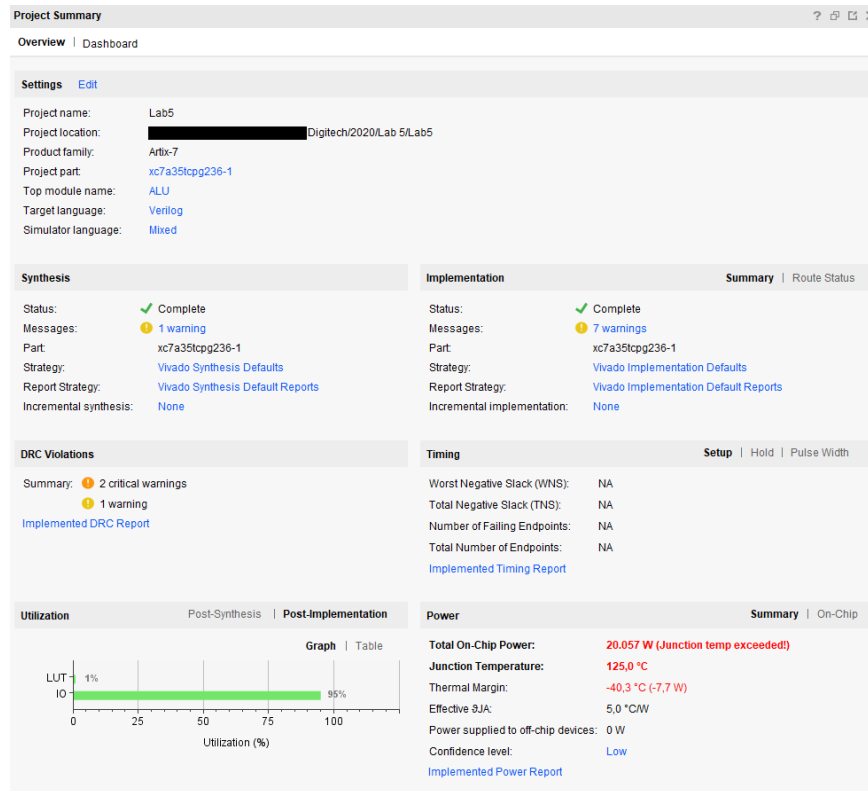 Project Summary
Overview | Dashboard
Settings Edit
Project name: Lab5
Project location: Digitech/2020/Lab 5/Lab5
Product family: Artix-7
Project part: xc7a35tcpg236-1
Top module name: ALU
Target language: Verilog
Simulator language: Mixed
Synthesis
Status: Complete
Messages: 1 warning
Part: xc7a35tcpg236-1
Strategy: Vivado Synthesis Defaults
Report Strategy: Vivado Synthesis Default Reports
Incremental synthesis: None
Implementation Summary | Route Status
Status: Complete
Messages: 7 warnings
Part: xc7a35tcpg236-1
Strategy: Vivado Implementation Defaults
Report Strategy: Vivado Implementation Default Reports
Incremental implementation: None
DRC Violations
Summary: 2 critical warnings
1 warning
Implemented DRC Report
Timing Setup | Hold | Pulse Width
Worst Negative Slack (WNS): NA
Total Negative Slack (TNS): NA
Number of Failing Endpoints: NA
Total Number of Endpoints: NA
Implemented Timing Report
Utilization Post-Synthesis | Post-Implementation
Graph | Table
LUT 1%
IO 95%
0 25 50 75 100
Utilization (%)
Power Summary | On-Chip
Total On-Chip Power: 20.057 W (Junction temp exceeded!)
Junction Temperature: 125,0 °C
Thermal Margin: -40,3 °C (-7,7 W)
Effective ϑJA: 5,0 °C/W
Power supplied to off-chip devices: 0 W
Confidence level: Low
Implemented Power Report